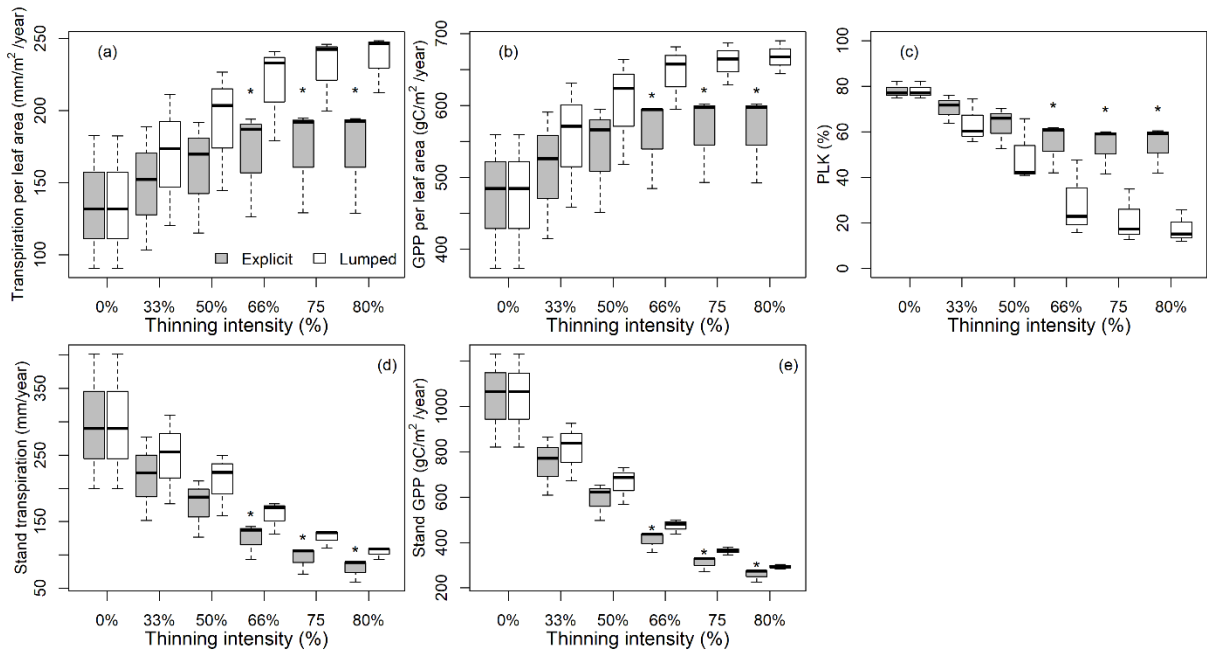 (a)
Transpiration per leaf area (mm/m² /year)
250
200
150
100
Explicit
Lumped
0% 33% 50% 66% 75 80%
Thinning intensity (%)
* * *
(b)
GPP per leaf area (gC/m² /year)
700
600
500
400
0% 33% 50% 66% 75 80%
Thinning intensity (%)
* * *
(c)
PLK (%)
100
80
60
40
20
0
0% 33% 50% 66% 75 80%
Thinning intensity (%)
* * *
(d)
Stand transpiration (mm/year)
350
250
150
50
0% 33% 50% 66% 75 80%
Thinning intensity (%)
* * *
(e)
Stand GPP (gC/m² /year)
1000
800
600
400
200
0% 33% 50% 66% 75 80%
Thinning intensity (%)
* * *